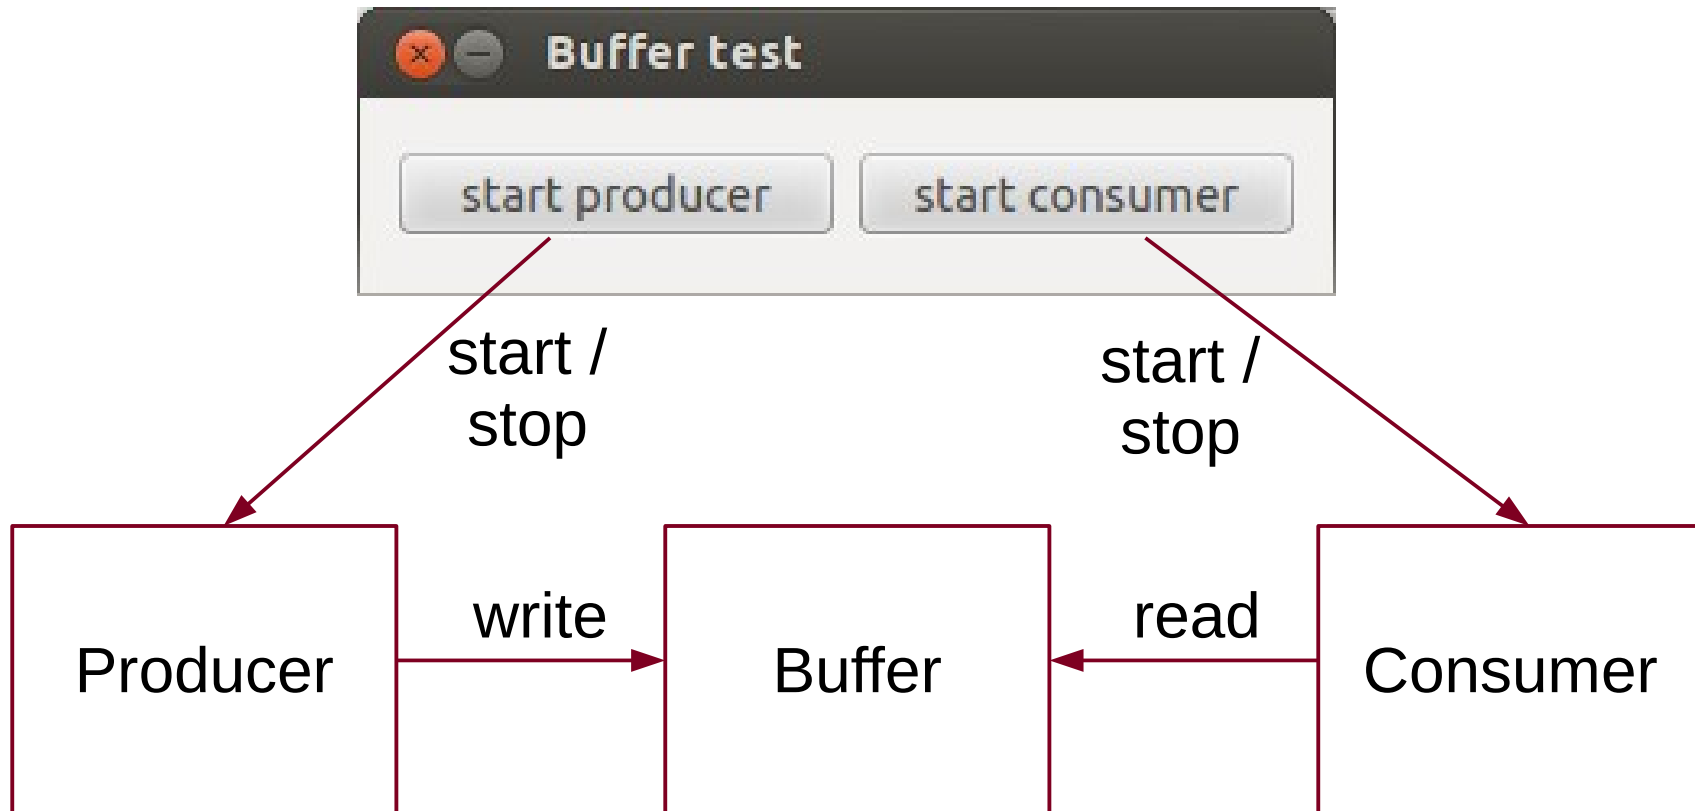 Buffer test
start producer
start consumer
start /
stop
start /
stop
write
read
Producer
Buffer
Consumer